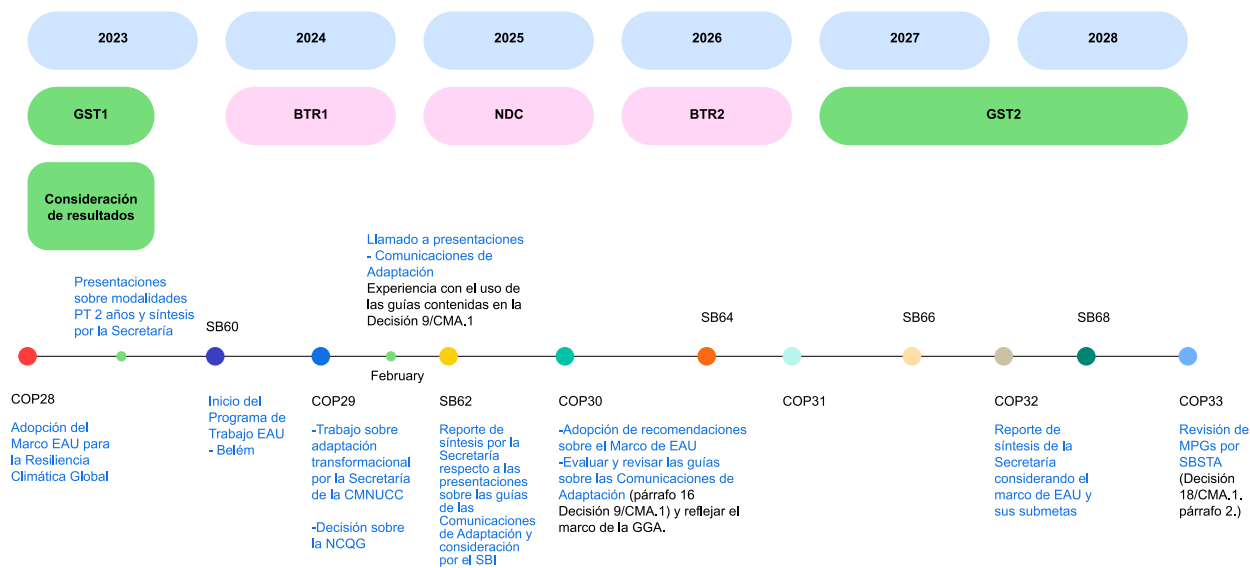 2023
2024
2025
2026
2027
2028
GST1
BTR1
NDC
BTR2
GST2
Consideración
de resultados
Presentaciones
sobre modalidades
PT 2 años y síntesis
por la Secretaría
SB60
Llamado a presentaciones
- Comunicaciones de
Adaptación
Experiencia con el uso de
las guías contenidas en la
Decisión 9/CMA.1
SB64
SB66
SB68
February
COP28
Adopción del
Marco EAU para
la Resiliencia
Climática Global
Inicio del
Programa de
Trabajo EAU
- Belém
COP29
-Trabajo sobre
adaptación
transformacional
por la Secretaría
de la CMNUCC
-Decisión sobre
la NCQG
SB62
Reporte de
síntesis por la
Secretaría
respecto a las
presentaciones
sobre las guías
de las
Comunicaciones
de Adaptación y
consideración
por el SBI
COP30
-Adopción de recomendaciones
sobre el Marco de EAU
-Evaluar y revisar las guías
sobre las Comunicaciones de
Adaptación (párrafo 16
Decisión 9/CMA.1) y reflejar el
marco de la GGA.
COP31
COP32
Reporte de
síntesis de la
Secretaría
considerando el
marco de EAU y
sus submetas
COP33
Revisión de
MPGs por
SBSTA
(Decisión
18/CMA.1.
párrafo 2.)